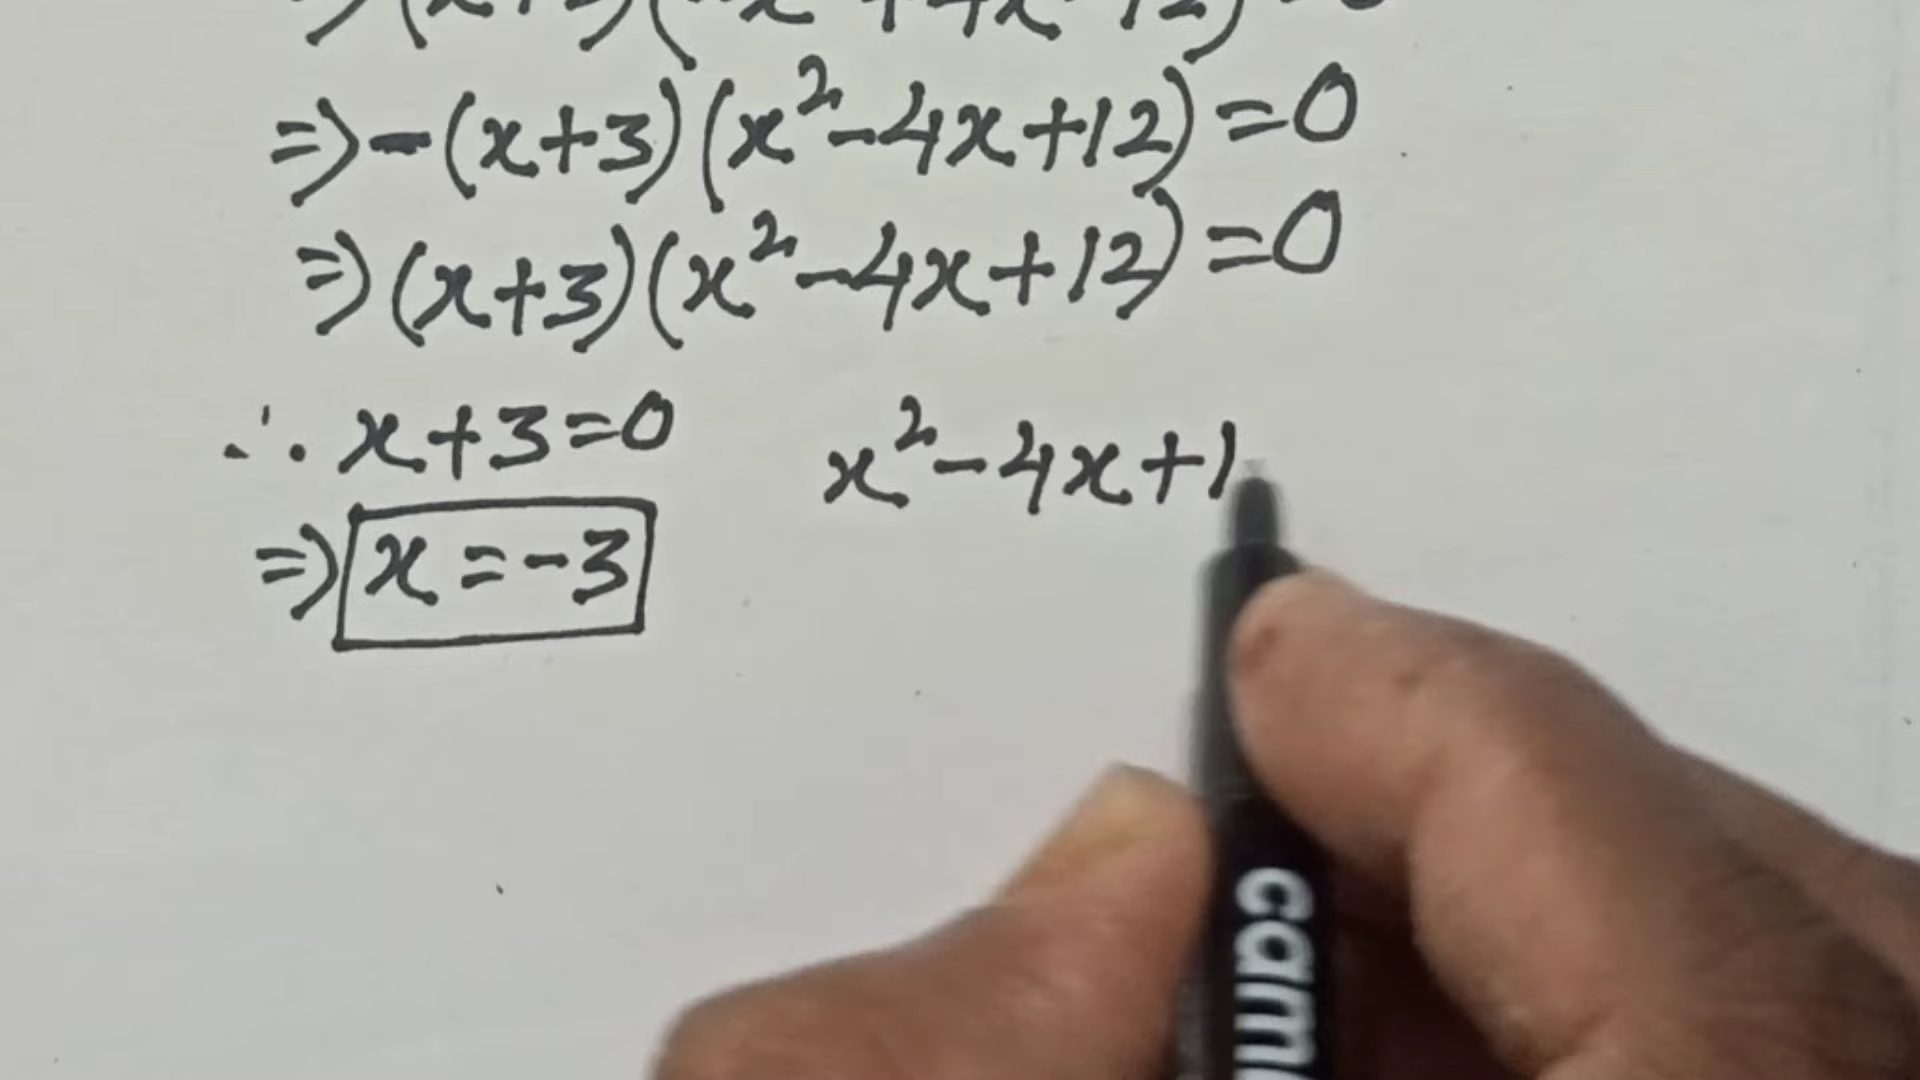 ⇒-(x+3)(x²-4x+12)=0
⇒(x+3)(x²-4x+12)=0
∴ x+3=0 x²-4x+1
⇒ x=-3
cam